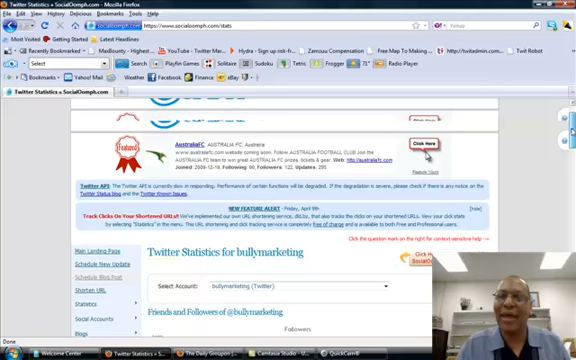 Twitter Statistics » SocialOomph.com - Mozilla Firefox
File Edit View History Delicious Bookmarks Tools Help
https://www.socialoomph.com/stats
Most Visited Getting Started Latest Headlines
Recently Bookmarked MaxBounty - Highest ... YouTube - Twitter Mar... Hydra - Sign up risk-fr... Zamzuu Compensation Free Map To Making ... http://twitadmin.com... Twit Robot
Select Search Playfin Games Solitaire Sudoku Tetris Frogger 71° Radio Player
Bookmarks Yahoo! Mail Weather Facebook Finance eBay
Twitter Statistics » SocialOomph.com
Featured
AustraliaFC, AUSTRALIA FC, Australia
www.australiafc.com website coming soon. Follow AUSTRALIA FOOTBALL CLUB Join the
AUSTRALIA FC team to win great AUSTRALIA FC prizes, tickets & gear. Web: http://australiafc.com
Joined: 2009-12-19, Following: 90, Followers: 122, Updates: 295
Click Here
Feature Yours
Twitter API: The Twitter API is currently slow in responding. Performance of certain functions will be degraded. If the degradation is severe, please check if there is any notice on the
Twitter Status blog and the Twitter Known Issues.
NEW FEATURE ALERT - Friday, April 9th
[hide]
Track Clicks On Your Shortened URLs! We've implemented our own URL shortening service, dld.bz, that also tracks the clicks on your shortened URLs. View your click stats
by selecting "Statistics" in the menu. The URL shortening and click tracking service is completely free of charge and is available to both Free and Professional users.
Click the question mark on the right for context sensitive help -->
Main Landing Page
Schedule New Update
Schedule Blog Post
Shorten URL
Statistics
Social Accounts
Blogs
Twitter Statistics for bullymarketing
Select Account: bullymarketing (Twitter)
Friends and Followers of @bullymarketing
Followers
Done
Welcome Center Twitter Statistics » S... The Daily Groupon | ... Camtasia Studio - U... QuickCam®